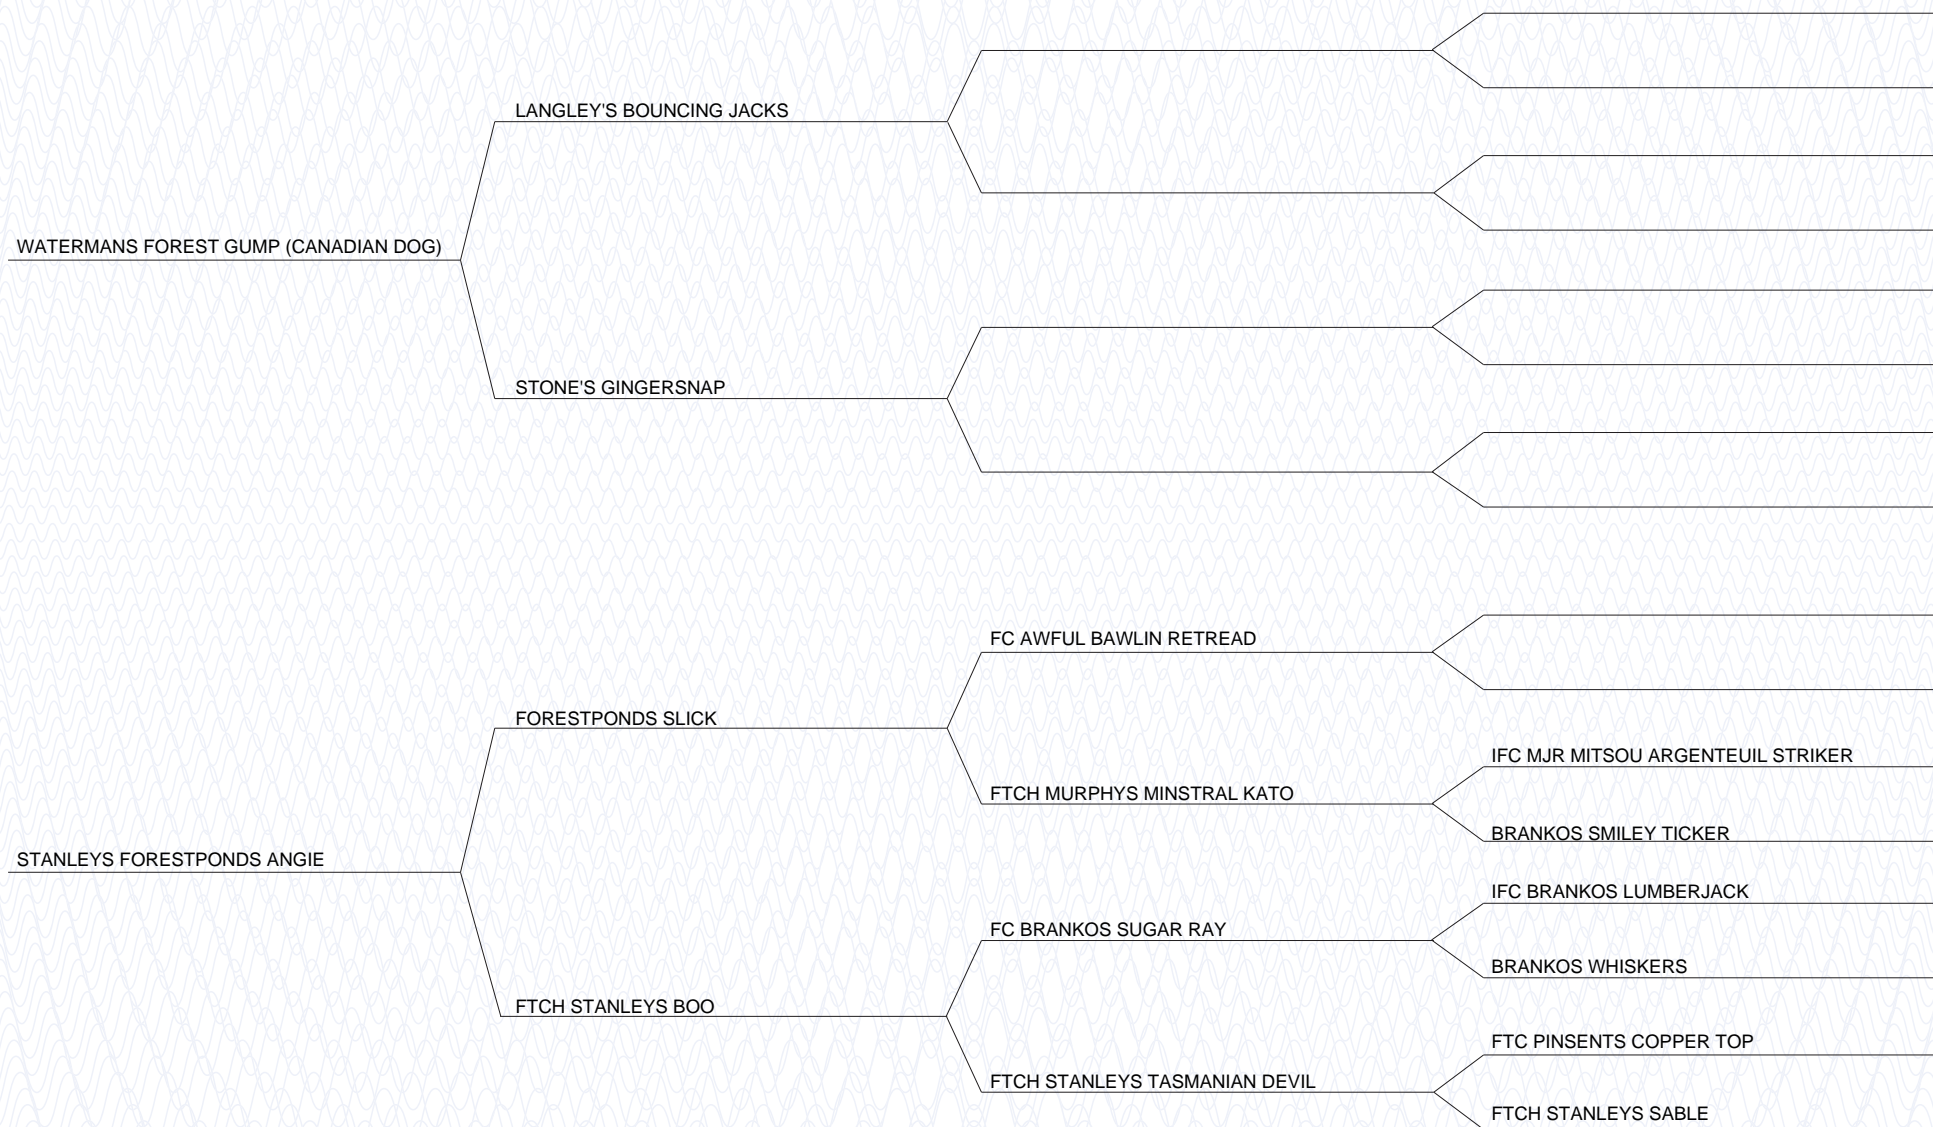 LANGLEY'S BOUNCING JACKS
WATERMANS FOREST GUMP (CANADIAN DOG)
STONE'S GINGERSNAP
FC AWFUL BAWLIN RETREAD
FORESTPONDS SLICK
IFC MJR MITSOU ARGENTEUIL STRIKER
FTCH MURPHYS MINSTRAL KATO
BRANKOS SMILEY TICKER
STANLEYS FORESTPONDS ANGIE
IFC BRANKOS LUMBERJACK
FC BRANKOS SUGAR RAY
BRANKOS WHISKERS
FTCH STANLEYS BOO
FTC PINSENTS COPPER TOP
FTCH STANLEYS TASMANIAN DEVIL
FTCH STANLEYS SABLE